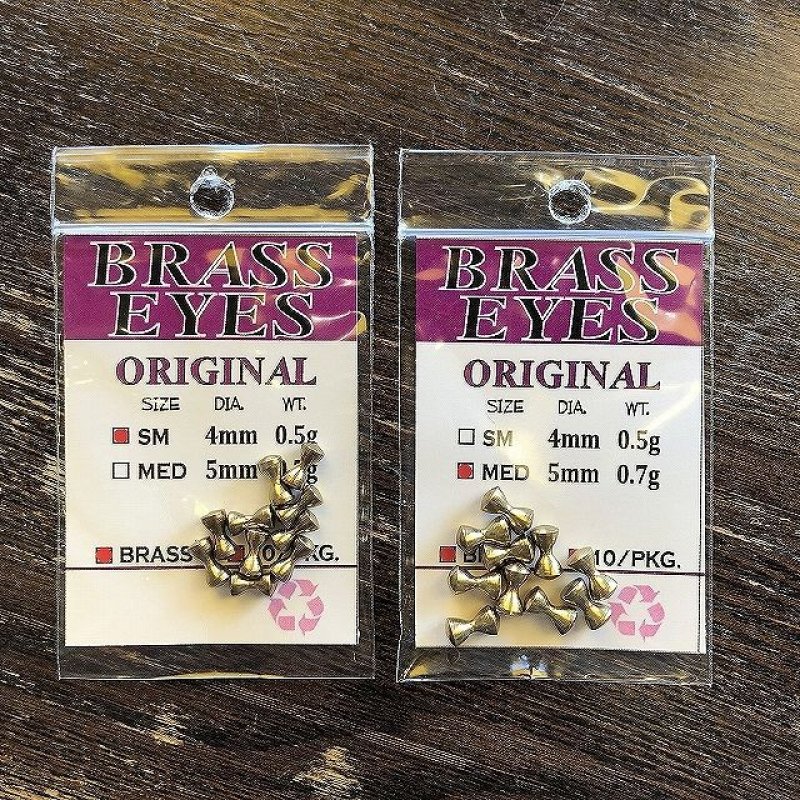 BRASS
EYES
ORIGINAL
SIZE DIA. WT.
SM 4mm 0.5g
MED 5mm
BRASS KG.
BRASS
EYES
ORIGINAL
SIZE DIA. WT.
SM 4mm 0.5g
MED 5mm 0.7g
10/PKG.